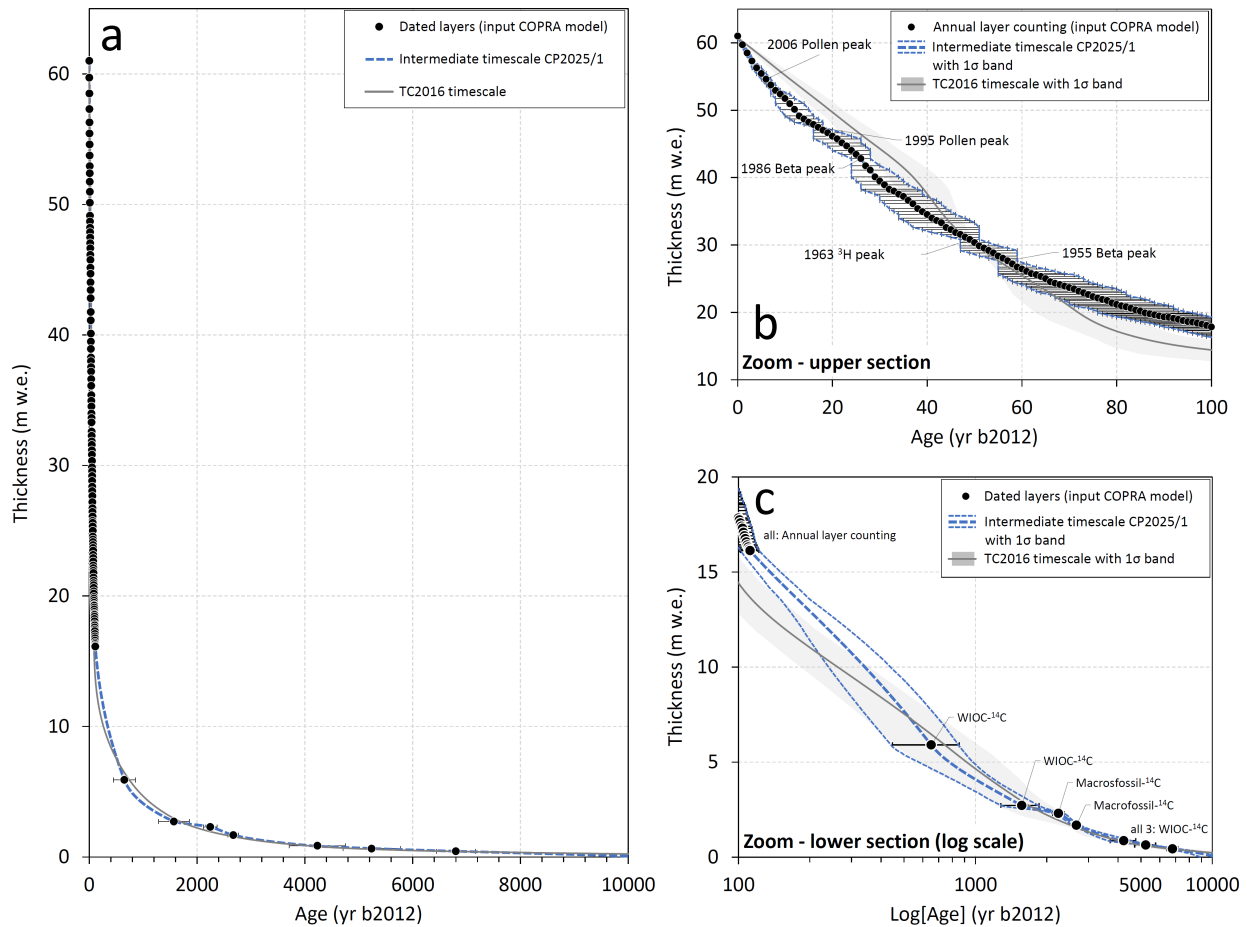 a
Dated layers (input COPRA model)
Intermediate timescale CP2025/1
TC2016 timescale
Thickness (m w.e.)
60
50
40
30
20
10
0
0
2000
4000
6000
8000
10000
Age (yr b2012)
b
Annual layer counting (input COPRA model)
Intermediate timescale CP2025/1
with 1σ band
TC2016 timescale with 1σ band
2006 Pollen peak
1995 Pollen peak
1986 Beta peak
1963 ³H peak
1955 Beta peak
Zoom - upper section
Thickness (m w.e.)
60
50
40
30
20
10
0
20
40
60
80
100
Age (yr b2012)
c
Dated layers (input COPRA model)
Intermediate timescale CP2025/1
with 1σ band
TC2016 timescale with 1σ band
all: Annual layer counting
WIOC-¹⁴C
WIOC-¹⁴C
Macrosfossil-¹⁴C
Macrofossil-¹⁴C
all 3: WIOC-¹⁴C
Zoom - lower section (log scale)
Thickness (m w.e.)
20
15
10
5
0
100
1000
5000
10000
Log[Age] (yr b2012)